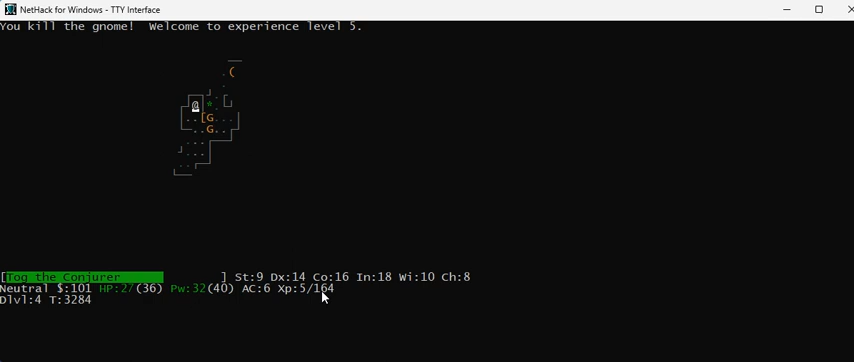 NetHack for Windows - TTY Interface
You kill the gnome!  Welcome to experience level 5.
[Tog the Conjurer          ] St:9 Dx:14 Co:16 In:18 Wi:10 Ch:8
Neutral $:101 HP:27(36) Pw:32(40) AC:6 Xp:5/164
Dlvl:4 T:3284